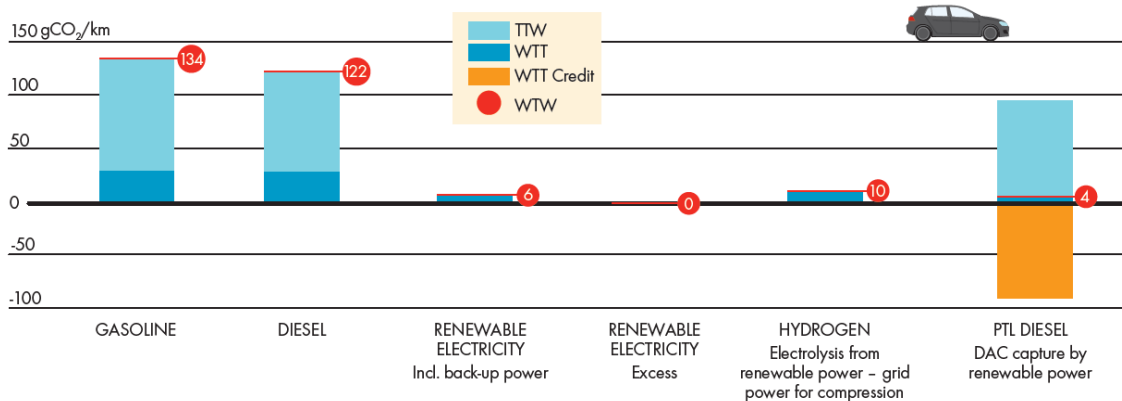 150 gCO₂/km
100
50
0
-50
-100
TTW
WTT
WTT Credit
WTW
134
122
6
0
10
4
GASOLINE
DIESEL
RENEWABLE
ELECTRICITY
Incl. back-up power
RENEWABLE
ELECTRICITY
Excess
HYDROGEN
Electrolysis from
renewable power – grid
power for compression
PTL DIESEL
DAC capture by
renewable power